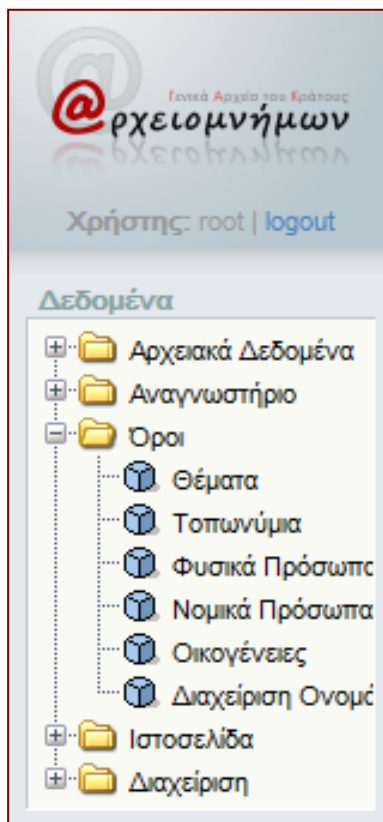 Γενικά Αρχεία του Κράτους
@ρχειομνήμων
Χρήστης: root | logout
Δεδομένα
Αρχειακά Δεδομένα
Αναγνωστήριο
Όροι
Θέματα
Τοπωνύμια
Φυσικά Πρόσωπα
Νομικά Πρόσωπα
Οικογένειες
Διαχείριση Ονομά
Ιστοσελίδα
Διαχείριση